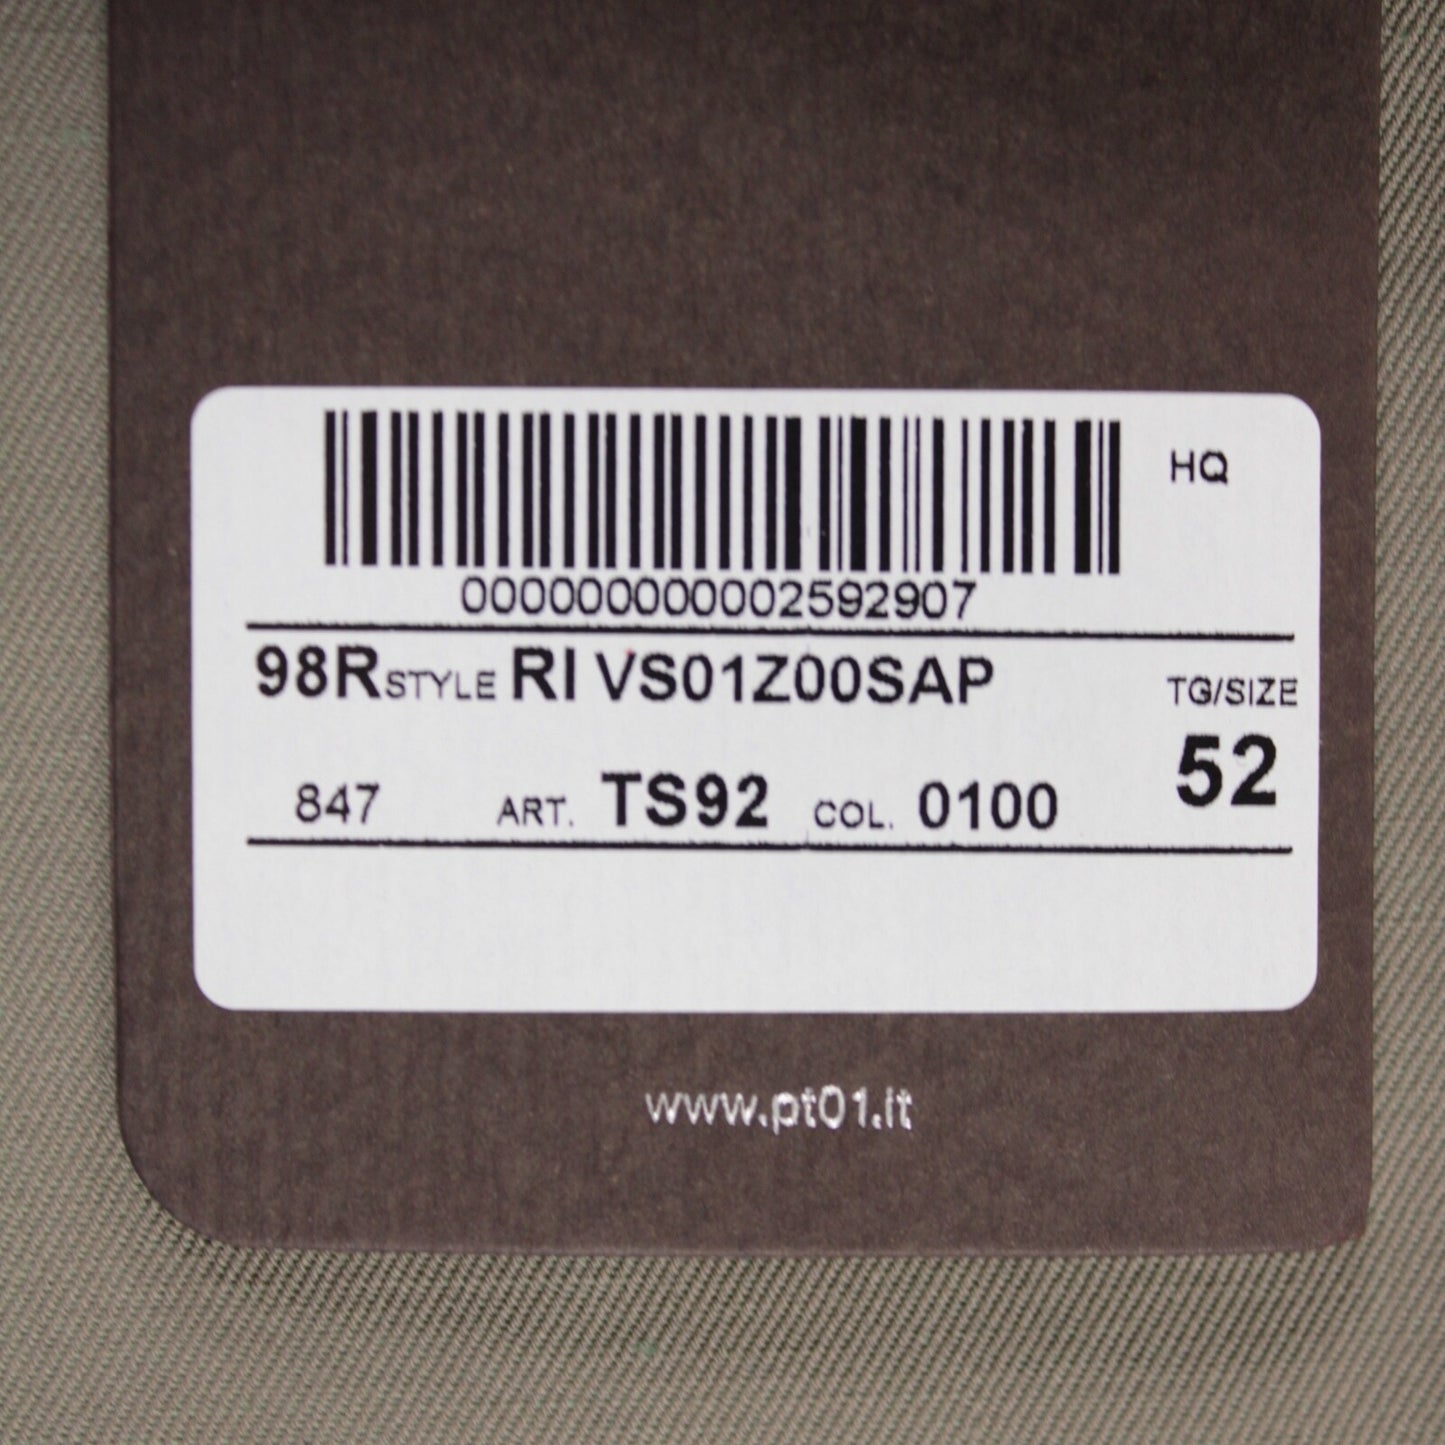 HQ
000000000002592907
98R STYLE RI VS01Z00SAP
TG/SIZE
52
847 ART. TS92 COL. 0100
www.pt01.it